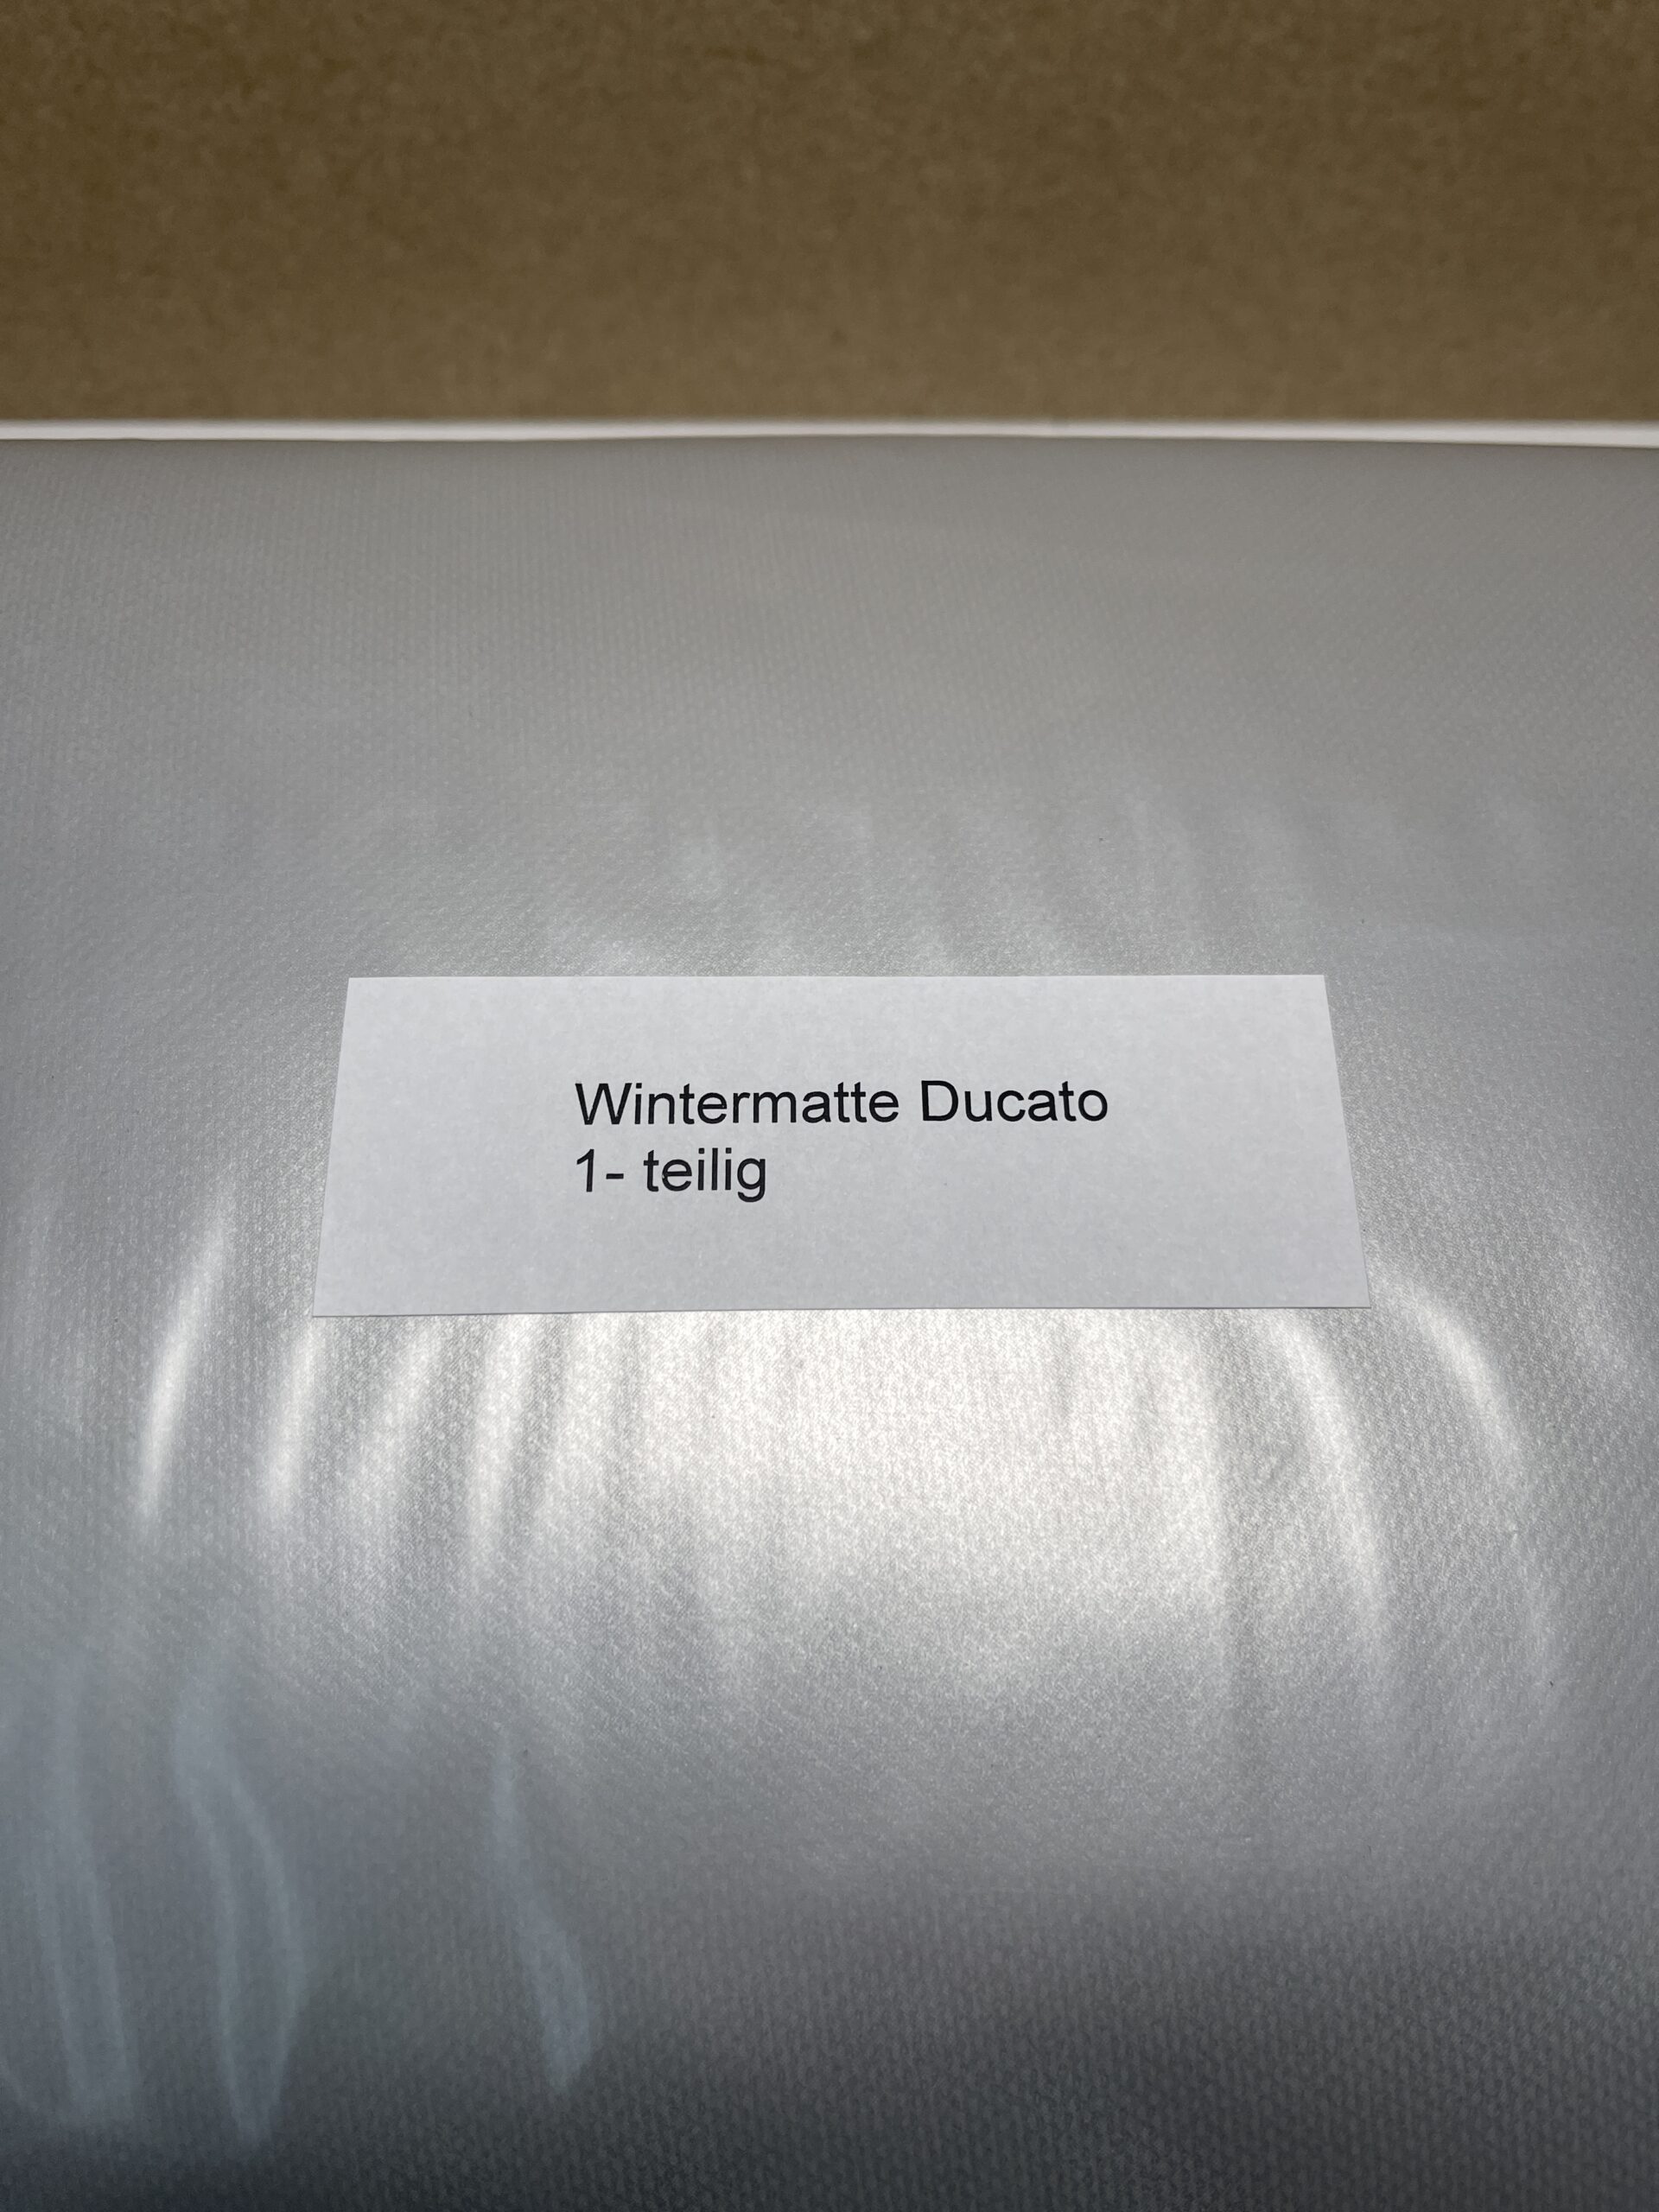 Wintermatte Ducato
1- teilig